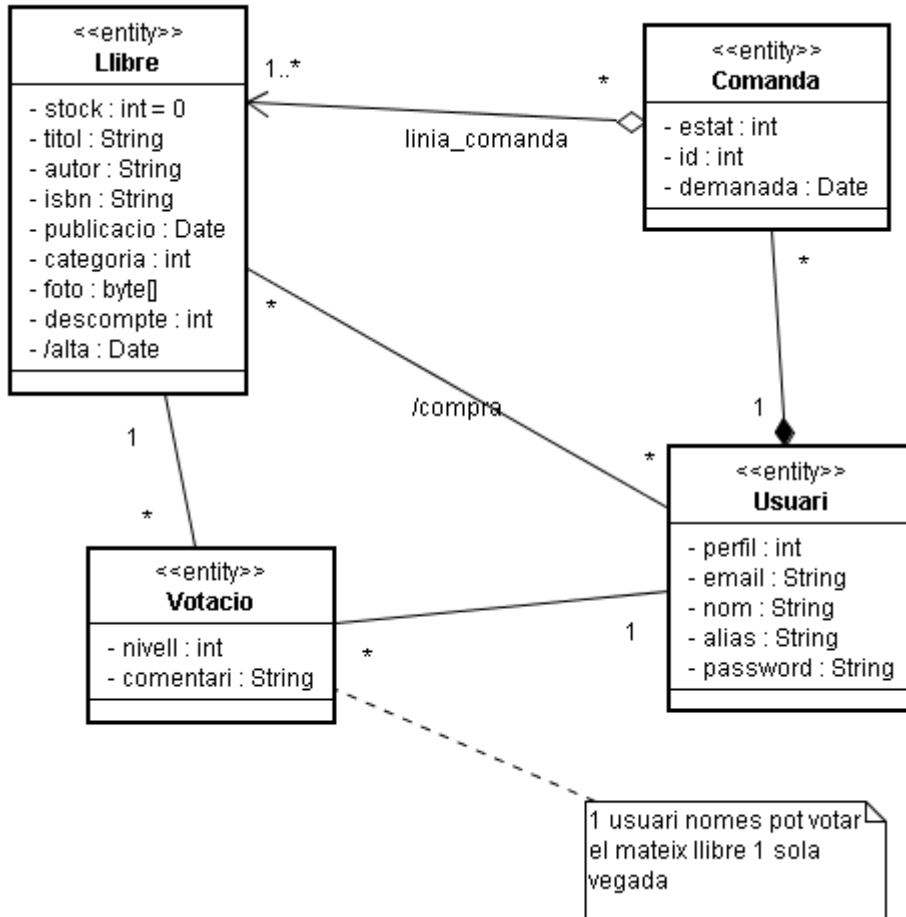 <<entity>>
Llibre
- stock : int = 0
- titol : String
- autor : String
- isbn : String
- publicacio : Date
- categoria : int
- foto : byte[]
- descompte : int
- /alta : Date
1..*
*
linia_comanda
<<entity>>
Comanda
- estat : int
- id : int
- demanada : Date
*
*
/compra
1
*
1
*
<<entity>>
Usuari
- perfil : int
- email : String
- nom : String
- alias : String
- password : String
<<entity>>
Votacio
- nivell : int
- comentari : String
*
1
1 usuari nomes pot votar
el mateix llibre 1 sola
vegada